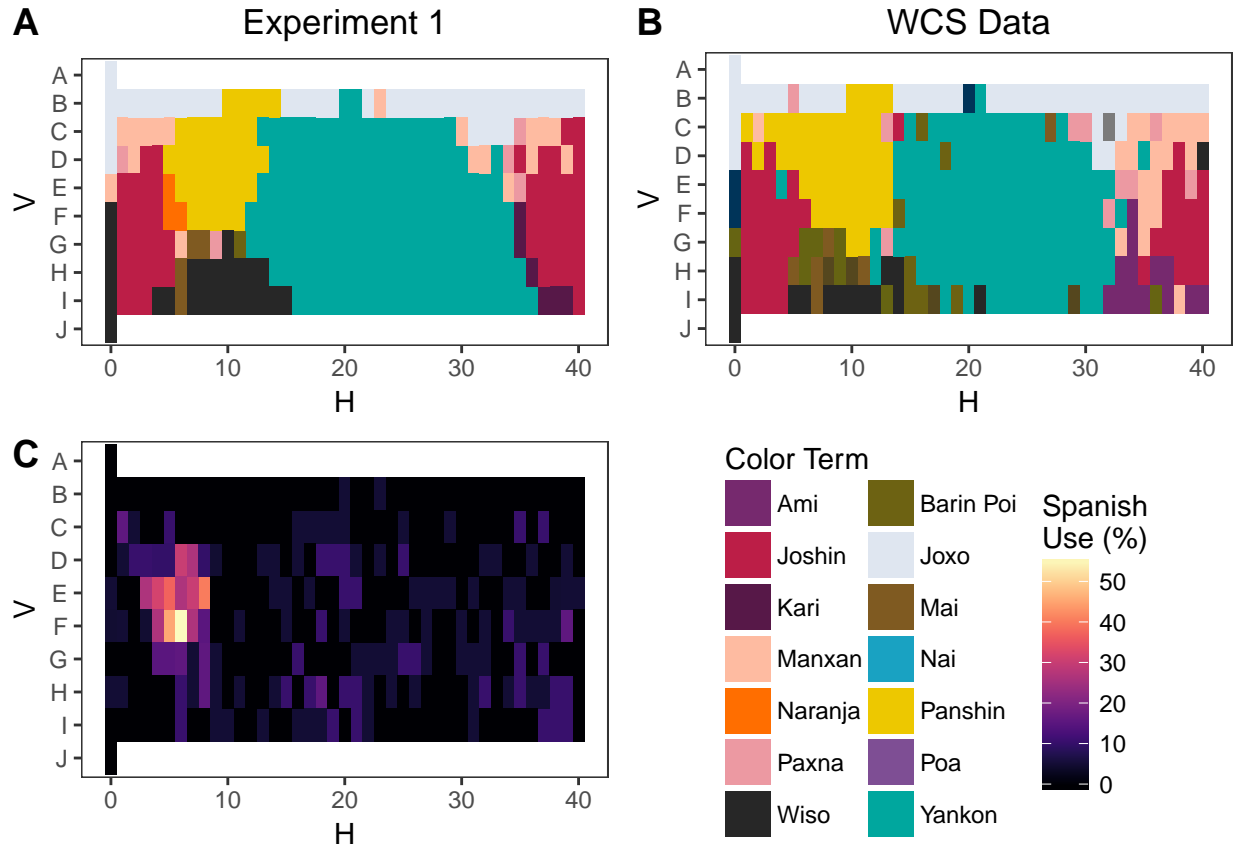 A
Experiment 1
A
B
C
D
E
F
G
H
I
J
V
0
10
20
30
40
H
B
WCS Data
A
B
C
D
E
F
G
H
I
J
V
0
10
20
30
40
H
C
A
B
C
D
E
F
G
H
I
J
V
0
10
20
30
40
H
Color Term
Ami
Joshin
Kari
Manxan
Naranja
Paxna
Wiso
Barin Poi
Joxo
Mai
Nai
Panshin
Poa
Yankon
Spanish
Use (%)
50
40
30
20
10
0